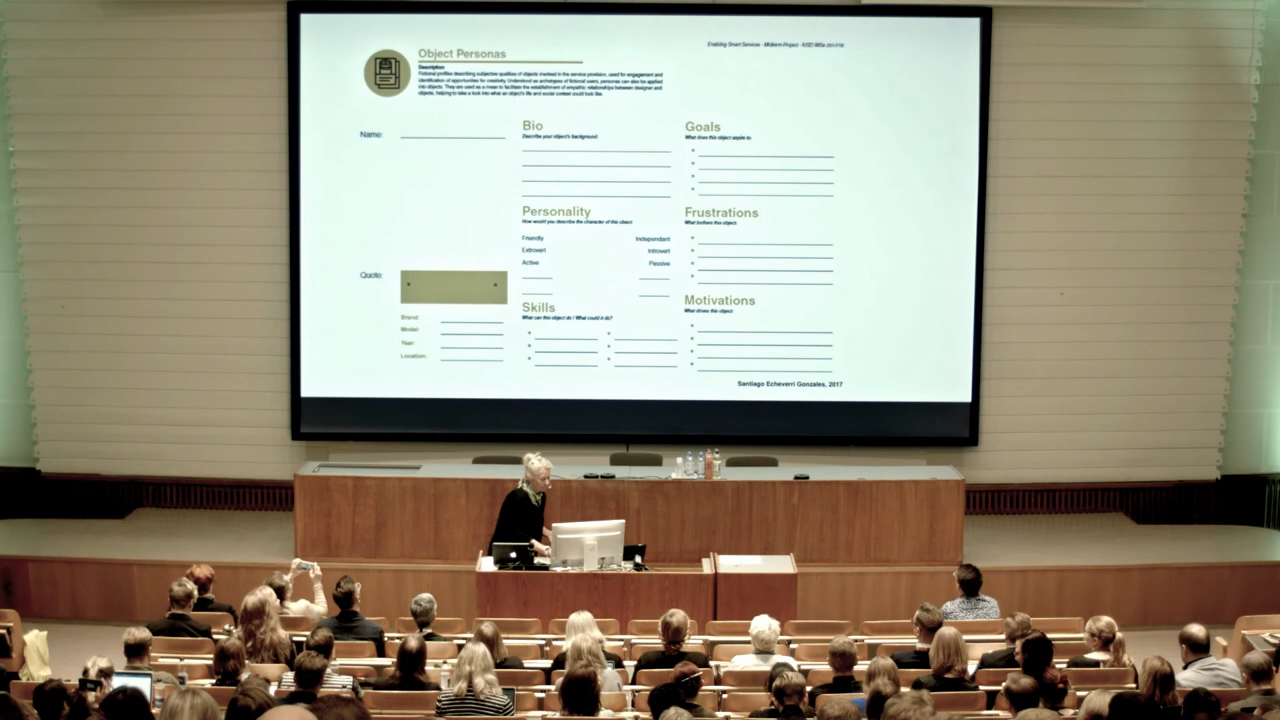 Enabling Smart Services - Midterm Project - KISD WiSe 2017/18
Object Personas
Description
Fictional profiles describing subjective qualities of objects involved in the service provision, used for engagement and
identification of opportunities for creativity. Understood as archetypes of fictional users, personas can also be applied
into objects. They are used as a mean to facilitate the establishment of empathic relationships between designer and
objects, helping to take a look into what an object's life and social context could look like.
Name:
Quote:
Brand:
Model:
Year:
Location:
Bio
Describe your object's background
Personality
How would you describe the character of this object
Friendly Independant
Extrovert Introvert
Active Passive
Skills
What can this object do / What could it do?
Goals
What does this object aspire to
Frustrations
What bothers this object
Motivations
What drives this object
Santiago Echeverri Gonzales, 2017